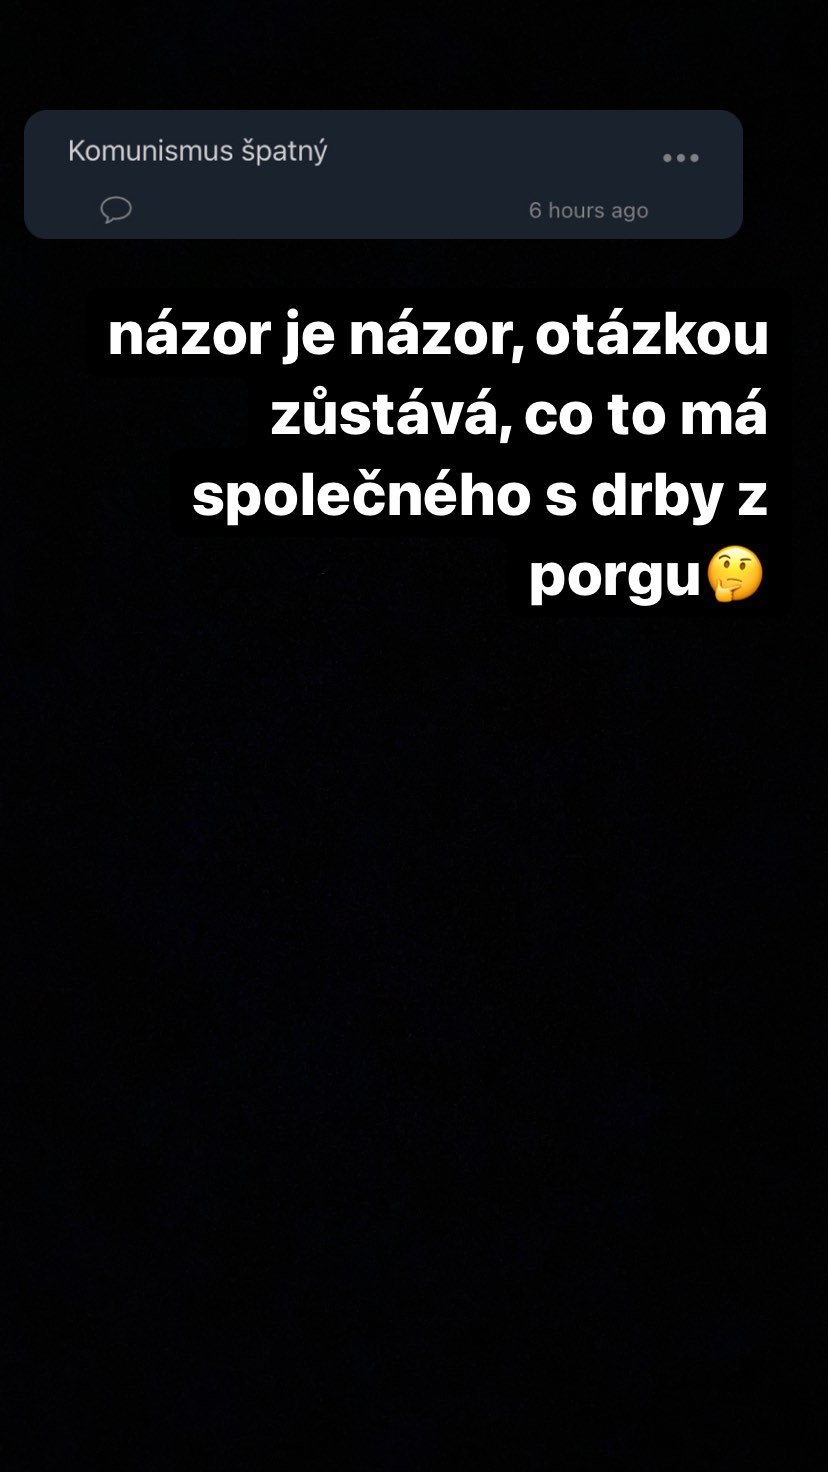 Komunismus špatný
6 hours ago
názor je názor, otázkou
zůstává, co to má
společného s drby z
porgu🤔